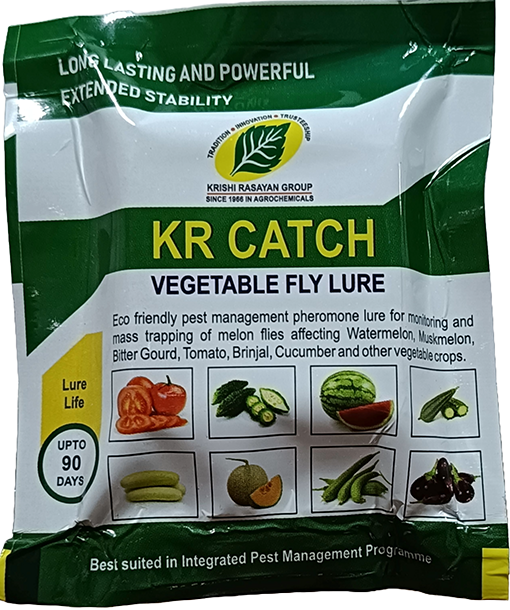 LONG LASTING AND POWERFUL
EXTENDED STABILITY
TRADITION • INNOVATION • TRUSTEESHIP
KRISHI RASAYAN GROUP
SINCE 1966 IN AGROCHEMICALS
KR CATCH
VEGETABLE FLY LURE
Eco friendly pest management pheromone lure for monitoring and
mass trapping of melon flies affecting Watermelon, Muskmelon,
Bitter Gourd, Tomato, Brinjal, Cucumber and other vegetable crops.
Lure
Life
UPTO
90
DAYS
Best suited in Integrated Pest Management Programme